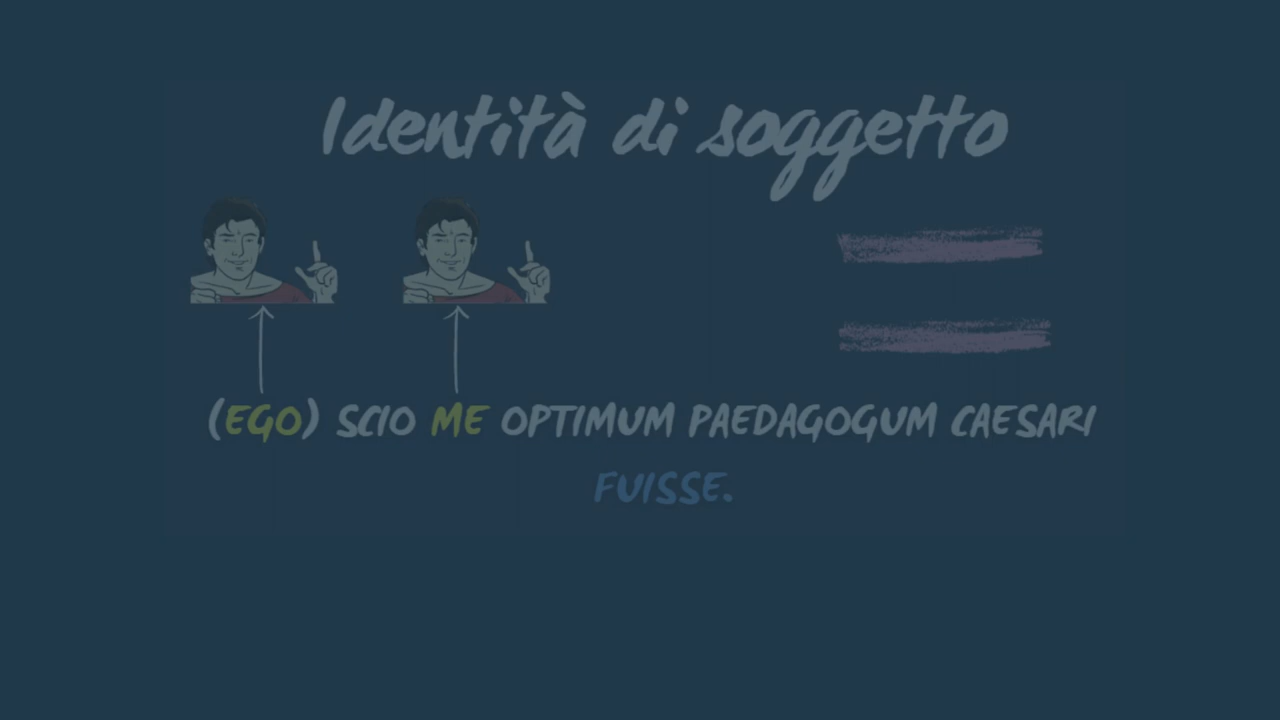 Identità di soggetto
(EGO) SCIO ME OPTIMUM PAEDAGOGUM CAESARI
FUISSE.